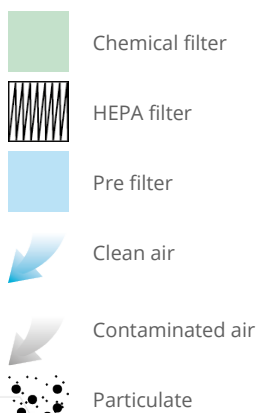 Chemical filter
HEPA filter
Pre filter
Clean air
Contaminated air
Particulate